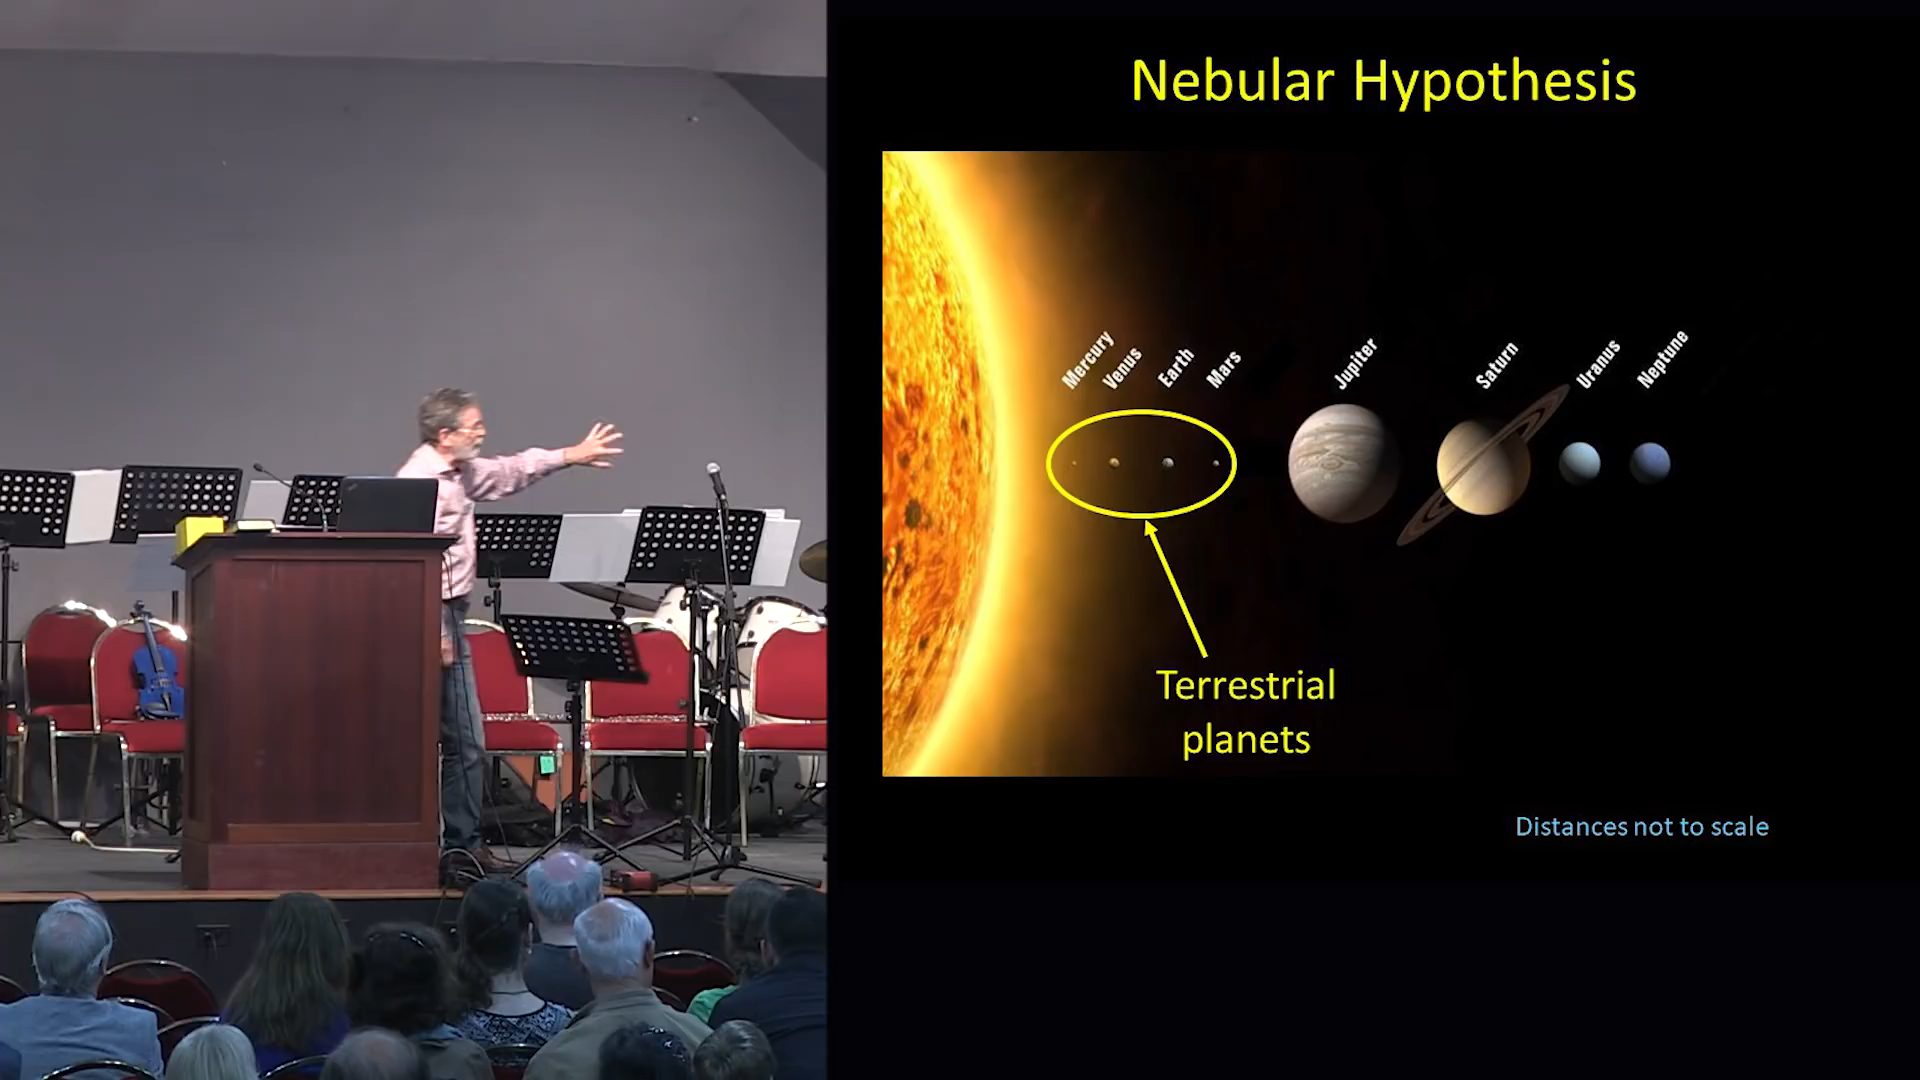 Nebular Hypothesis
Mercury
Venus
Earth
Mars
Jupiter
Saturn
Uranus
Neptune
Terrestrial
planets
Distances not to scale